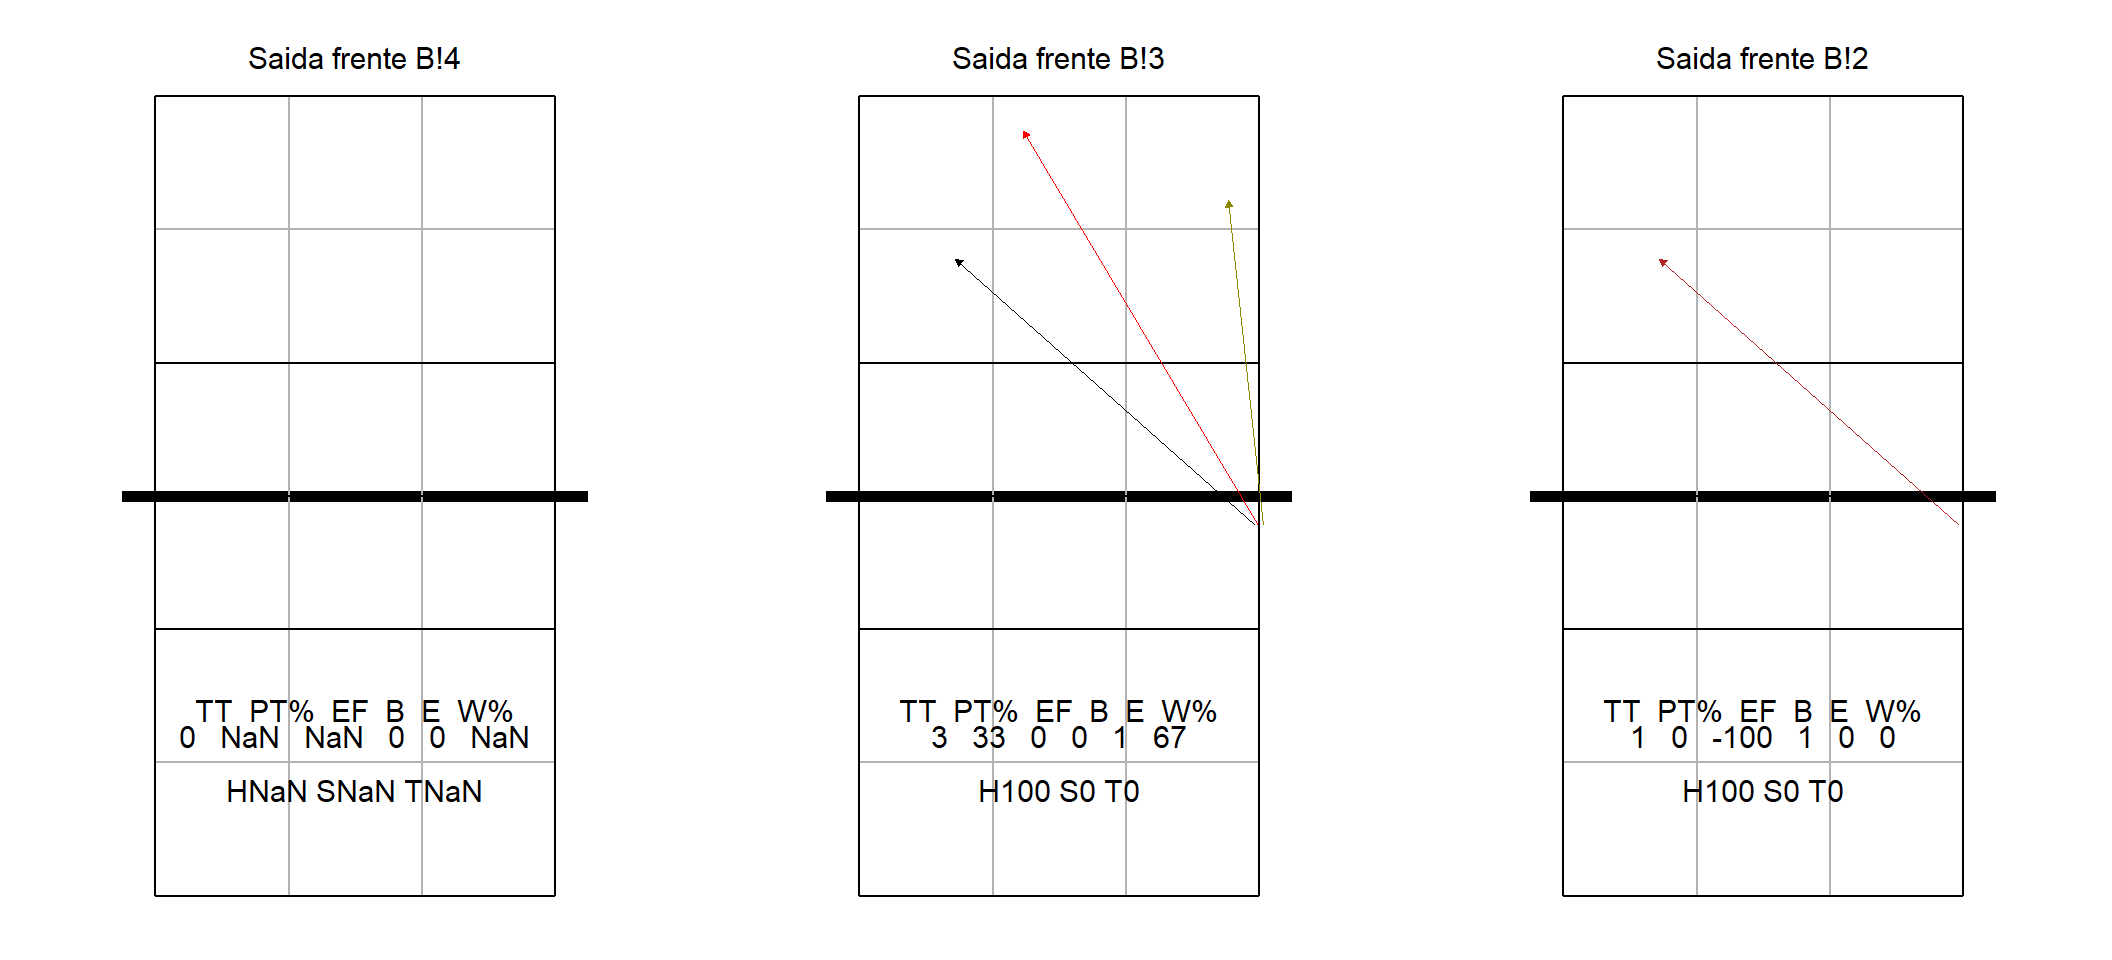 Saida frente B!4
TT PT% EF B E W%
0 NaN NaN 0 0 NaN
HNaN SNaN TNaN
Saida frente B!3
TT PT% EF B E W%
3 33 0 0 1 67
H100 S0 T0
Saida frente B!2
TT PT% EF B E W%
1 0 -100 1 0 0
H100 S0 T0